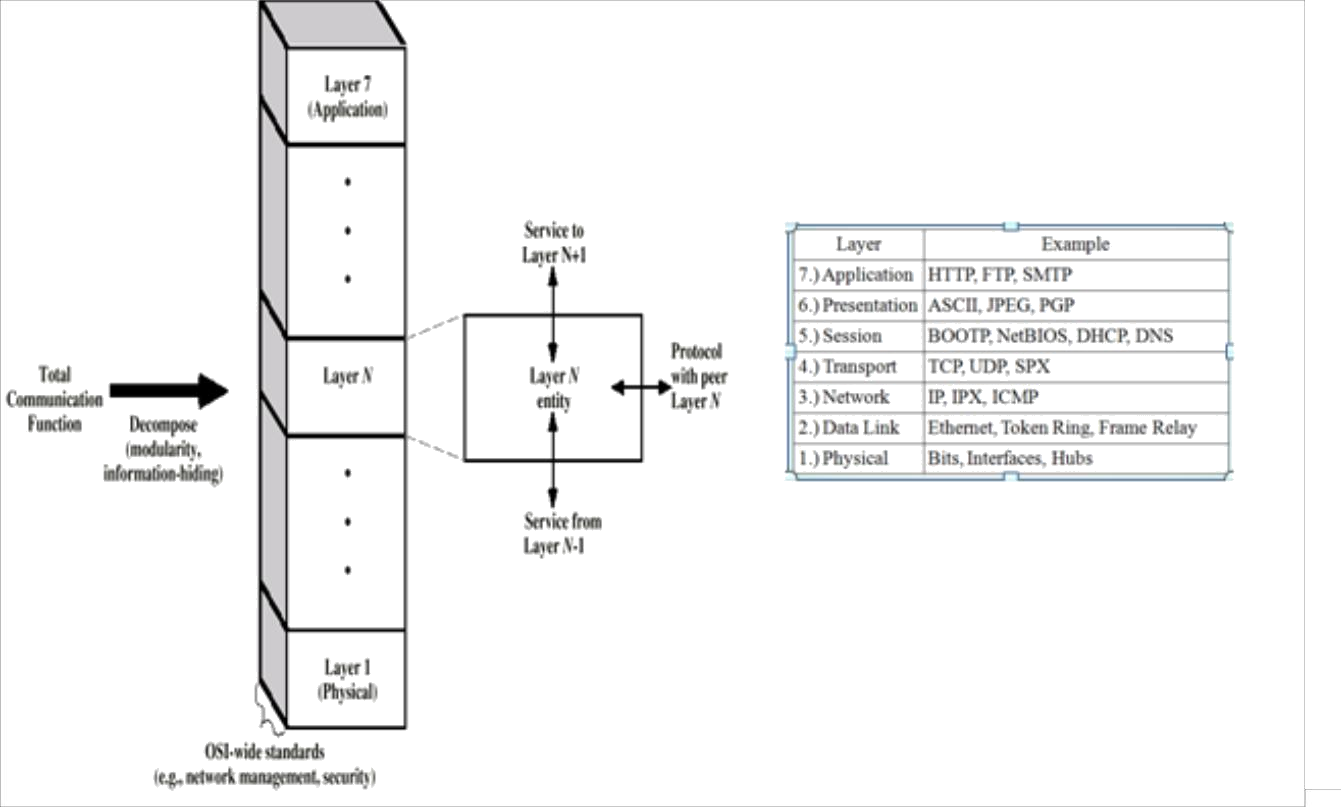 Layer 7
(Application)
Service to
Layer N+1
Total
Communication
Function
Decompose
(modularity,
information-hiding)
Layer N
Layer N
entity
Protocol
with peer
Layer N
Service from
Layer N-1
Layer 1
(Physical)
OSI-wide standards
(e.g., network management, security)
Layer Example
7.) Application HTTP, FTP, SMTP
6.) Presentation ASCII, JPEG, PGP
5.) Session BOOTP, NetBIOS, DHCP, DNS
4.) Transport TCP, UDP, SPX
3.) Network IP, IPX, ICMP
2.) Data Link Ethernet, Token Ring, Frame Relay
1.) Physical Bits, Interfaces, Hubs